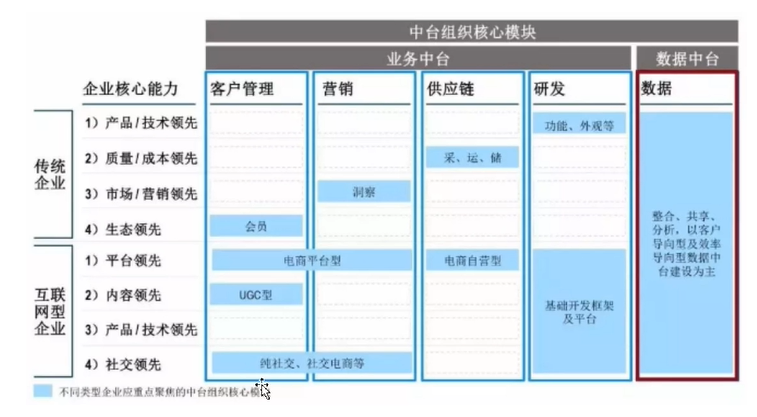 中台组织核心模块
业务中台
数据中台
企业核心能力
客户管理
营销
供应链
研发
数据
传统
企业
1）产品/技术领先
功能、外观等
2）质量/成本领先
采、运、储
3）市场/营销领先
洞察
4）生态领先
会员
整合、共享、
分析，以客户
导向型及效率
导向型数据中
台建设为主
互联
网型
企业
1）平台领先
电商平台型
电商自营型
2）内容领先
UGC型
基础开发框架
及平台
3）产品/技术领先
4）社交领先
纯社交、社交电商等
不同类型企业应重点聚焦的中台组织核心模